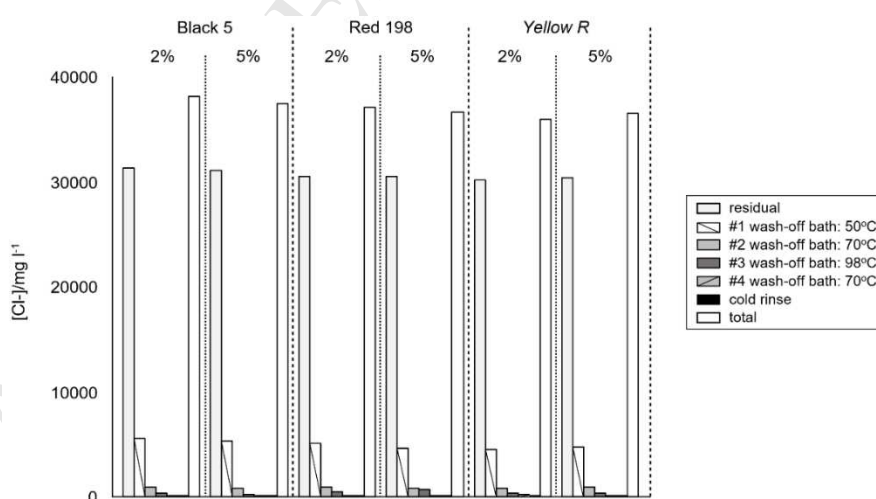 Black 5 Red 198 Yellow R
2% 5% 2% 5% 2% 5%
40000
30000
20000
10000
0
[Cl-]/mg l-1
residual
#1 wash-off bath: 50ºC
#2 wash-off bath: 70ºC
#3 wash-off bath: 98ºC
#4 wash-off bath: 70ºC
cold rinse
total